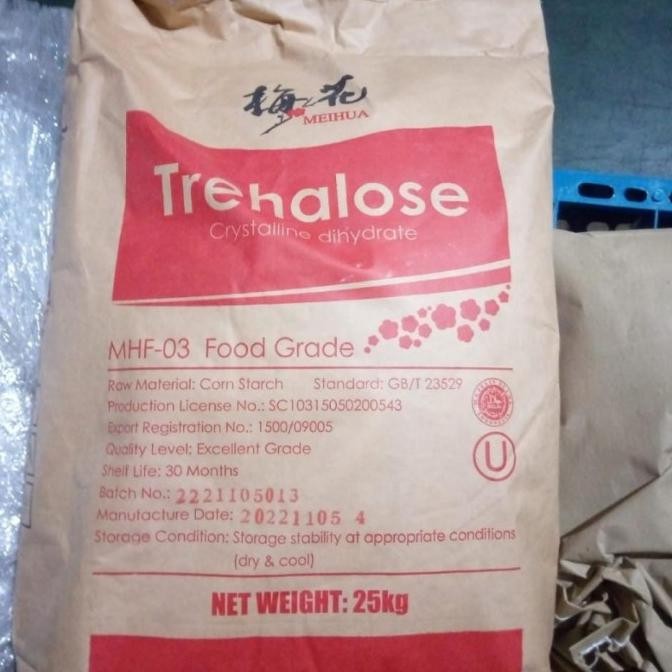 梅花
MEIHUA
Trehalose
Crystalline dihydrate
MHF-03 Food Grade
Raw Material: Corn Starch Standard: GB/T 23529
Production License No.: SC10315050200543
Export Registration No.: 1500/09005
Quality Level: Excellent Grade
Shelf Life: 30 Months
U
Batch No.: 2221105013
Manufacture Date: 20221105 4
Storage Condition: Storage stability at appropriate conditions
(dry & cool)
NET WEIGHT: 25kg